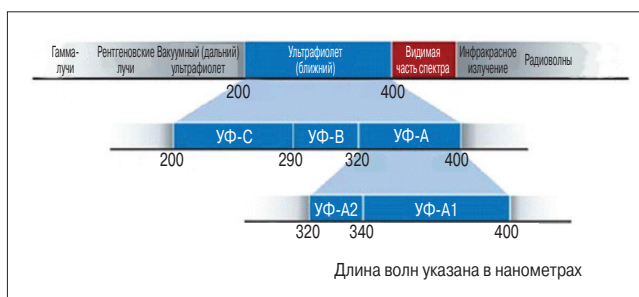 Гамма-лучи
Рентгеновские лучи
Вакуумный (дальний) ультрафиолет
Ультрафиолет (ближний)
Видимая часть спектра
Инфракрасное излучение
Радиоволны
200 400
УФ-С УФ-В УФ-А
200 290 320 400
УФ-А2 УФ-А1
320 340 400
Длина волн указана в нанометрах